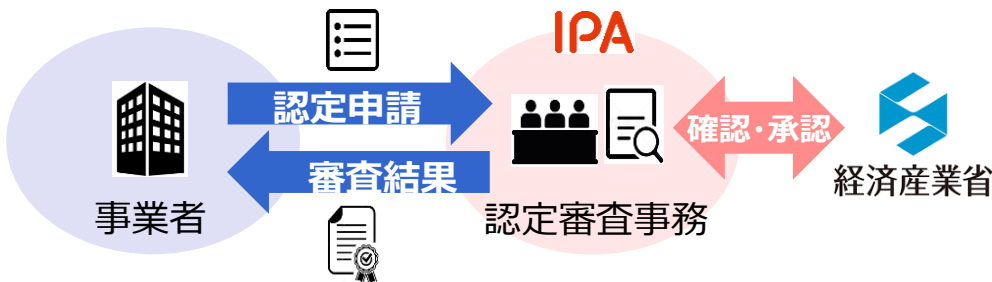 IPA
認定申請
確認・承認
審査結果
経済産業省
事業者
認定審査事務